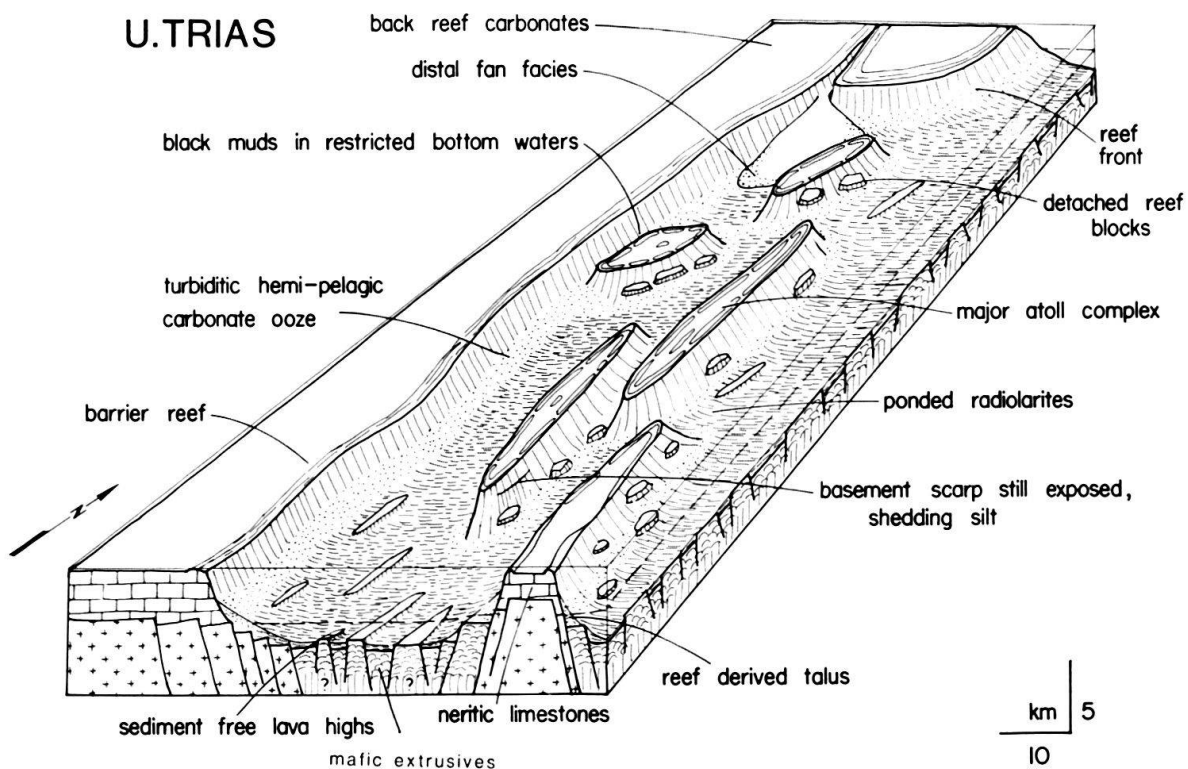 U.TRIAS
back reef carbonates
distal fan facies
black muds in restricted bottom waters
reef
front
detached reef
blocks
turbiditic hemi-pelagic
carbonate ooze
major atoll complex
barrier reef
ponded radiolarites
basement scarp still exposed,
shedding silt
N
? ?
reef derived talus
neritic limestones
sediment free lava highs
mafic extrusives
km 5
10